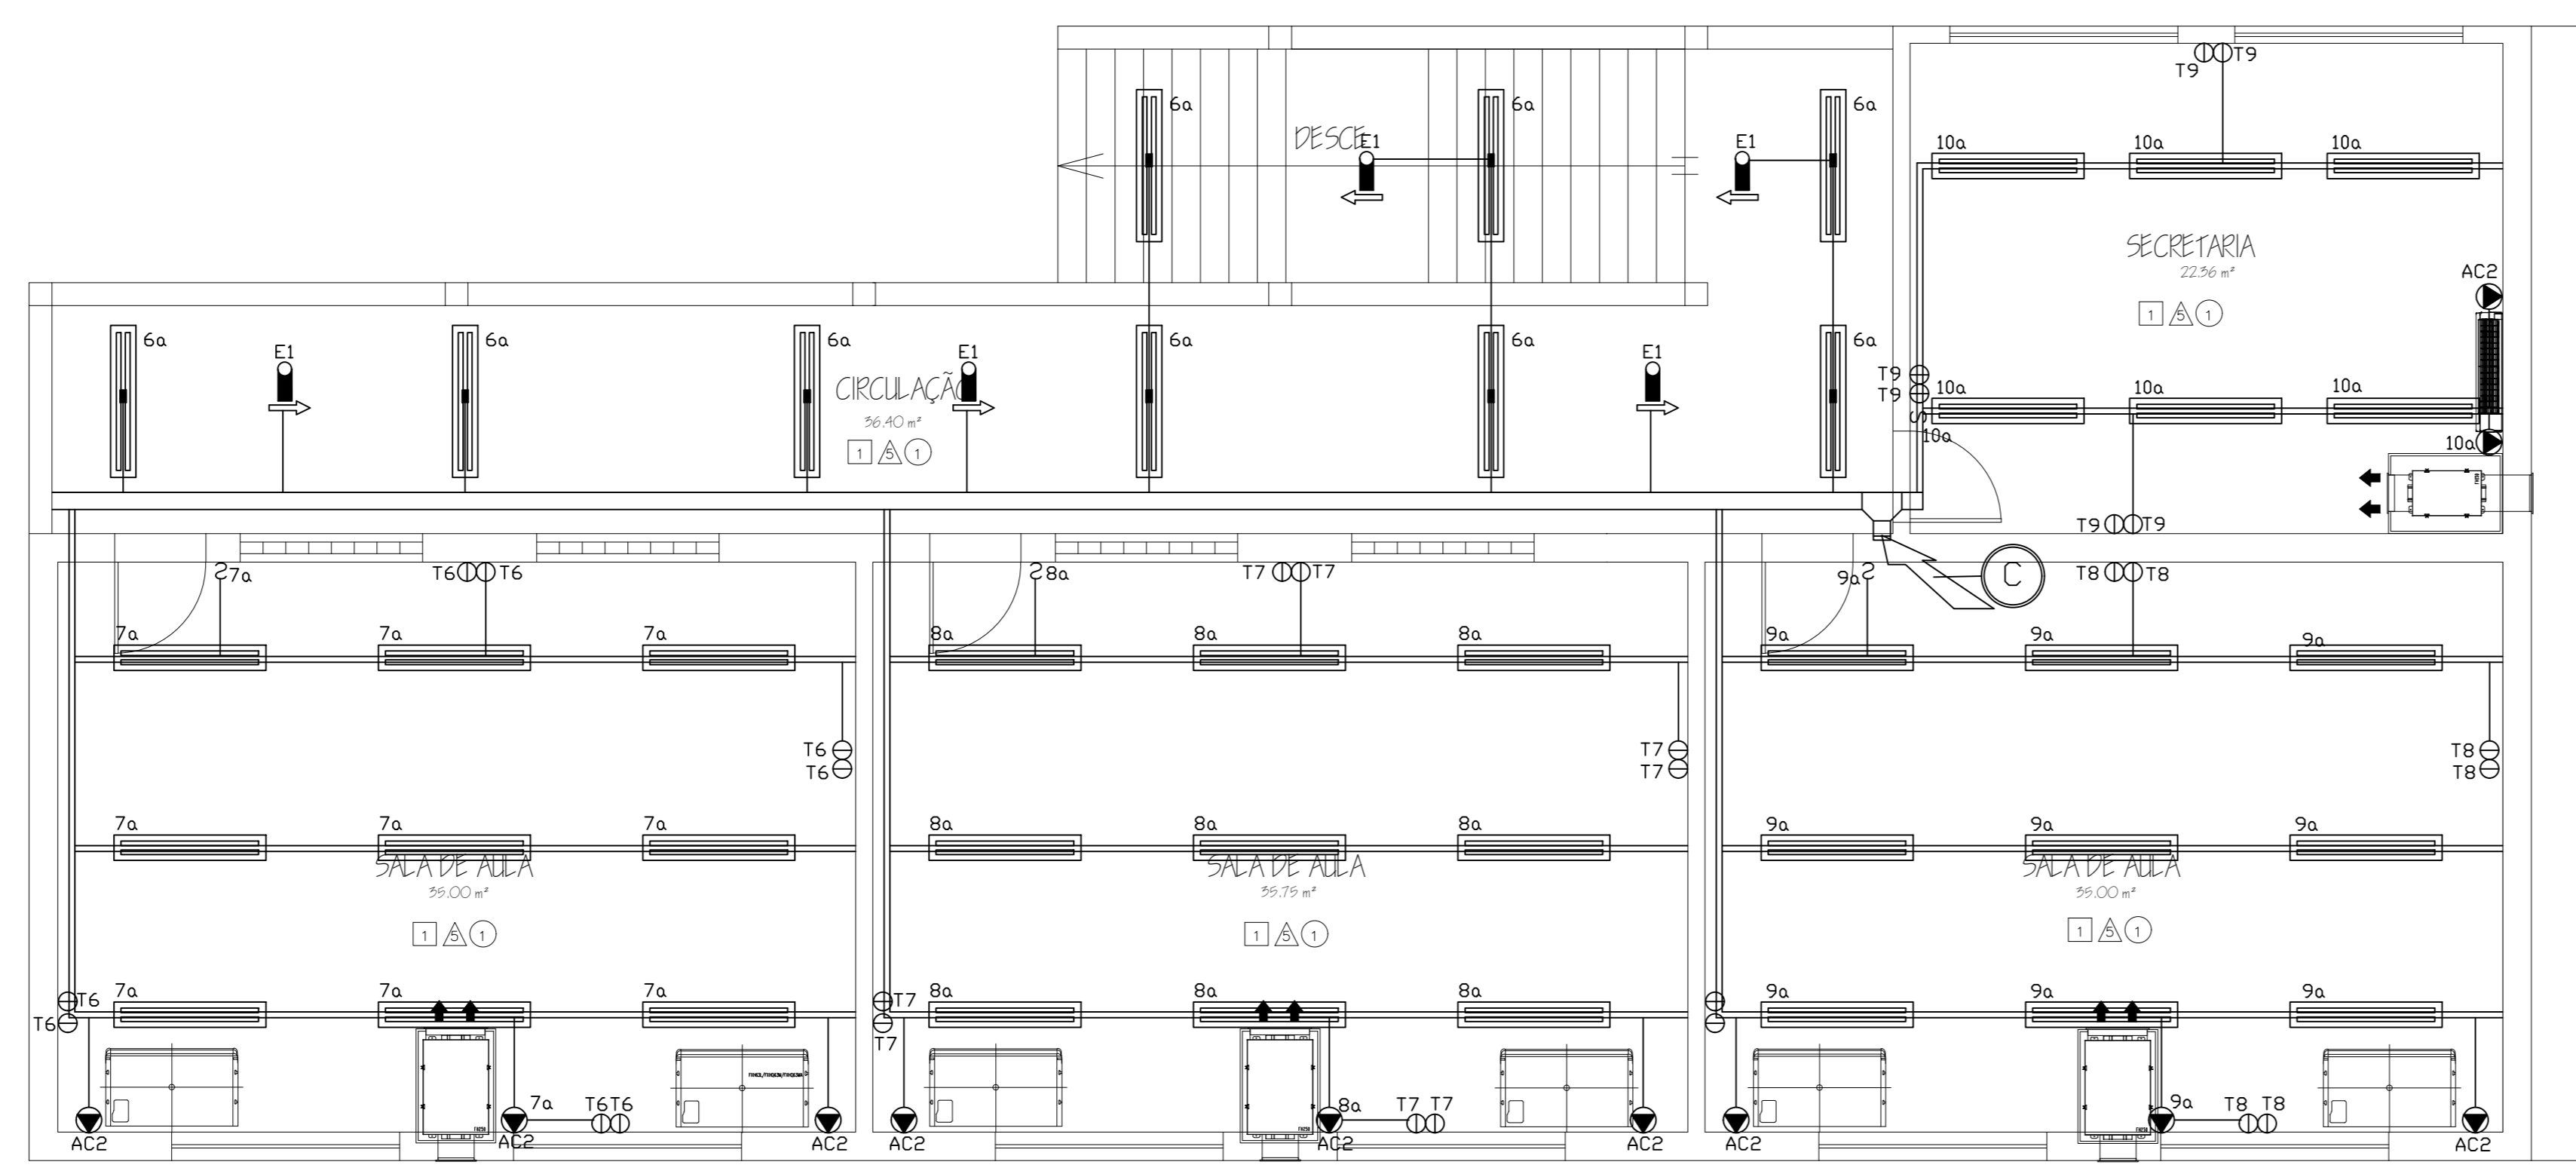 T9 T9
6a 6a 6a
DESCE
E1 E1
10a 10a 10a
SECRETARIA
22.36 m²
AC2
1 5 1
6a 6a 6a 6a 6a 6a
E1 E1 E1
CIRCULAÇÃO
36.40 m²
1 5 1
T9
T9
10a 10a 10a
S
10a
10a
T9 T9
C
S 7a T6 T6
S 8a T7 T7
9a S T8 T8
7a 7a 7a
8a 8a 8a
9a 9a 9a
T6
T6
T7
T7
T8
T8
7a 7a 7a
8a 8a 8a
9a 9a 9a
SALA DE AULA
35.00 m²
1 5 1
SALA DE AULA
35.75 m²
1 5 1
SALA DE AULA
35.00 m²
1 5 1
T6
T6
7a 7a 7a
T7
T7
8a 8a 8a
9a 9a 9a
7a T6 T6
8a T7 T7
9a T8 T8
AC2 AC2 AC2
AC2 AC2 AC2
AC2 AC2